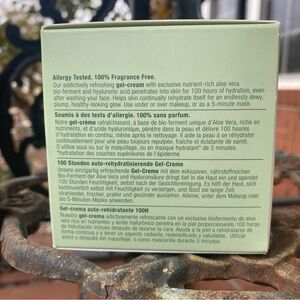 Allergy Tested. 100% Fragrance Free.
Our addictively refreshing gel-cream with exclusive nutrient-rich aloe vera
bio-ferment and hyaluronic acid penetrates into skin for 100 hours of hydration, even
after washing your face. Helps skin continually rehydrate itself for an endlessly dewy,
plump, healthy-looking glow. Use under or over makeup, or as a 5-minute mask.
Soumis à des tests d'allergie. 100% sans parfum.
Notre gel-crème rafraîchissant, à base de bio-ferment unique d'Aloe Vera, riche en
nutriments, et d'acide hyaluronique, pénètre dans la peau et délivre 100 heures
d'hydratation en continu, même après s'être lavé le visage. Aide la peau à se réhydrater
continuellement pour une peau toujours repulpée, fraîche et éclatante de santé.
À utiliser sous ou sur le maquillage, ou en masque hydratant* de 5 minutes.
*hydratation des couches supérieures de l'épiderme
100 Stunden auto-rehydratisierende Gel-Creme
Unsere einzigartig erfrischende Gel-Creme mit dem exklusiven, nährstoffreichen
Aloe Vera Bio-Ferment und Hyaluronsäure dringt tief in die Haut ein und spendet
100 Stunden Feuchtigkeit, selbst nach der Gesichtsreinigung. Es hilft der Haut, sich
kontinuierlich selbst mit Feuchtigkeit zu versorgen, und lässt sie lange Zeit
strahlender, frischer, praller und gesünder aussehen. Alleine, unter dem Makeup oder
als 5-Minuten-Maske anwenden.
Gel-crema auto-rehidratante 100H
Nuestra gel-crema adictivamente refrescante con un exclusivo biofermento de aloe
vera rico en nutrientes y ácido hialurónico penetra en la piel proporcionando 100 horas
de hidratación incluso después de lavarse la cara. Ayuda a la piel a rehidratarse de
forma continua y a tener un aspecto radiante, redensificado y saludable. Utilizar
antes o después del maquillaje, o como mascarilla durante 5 minutos.